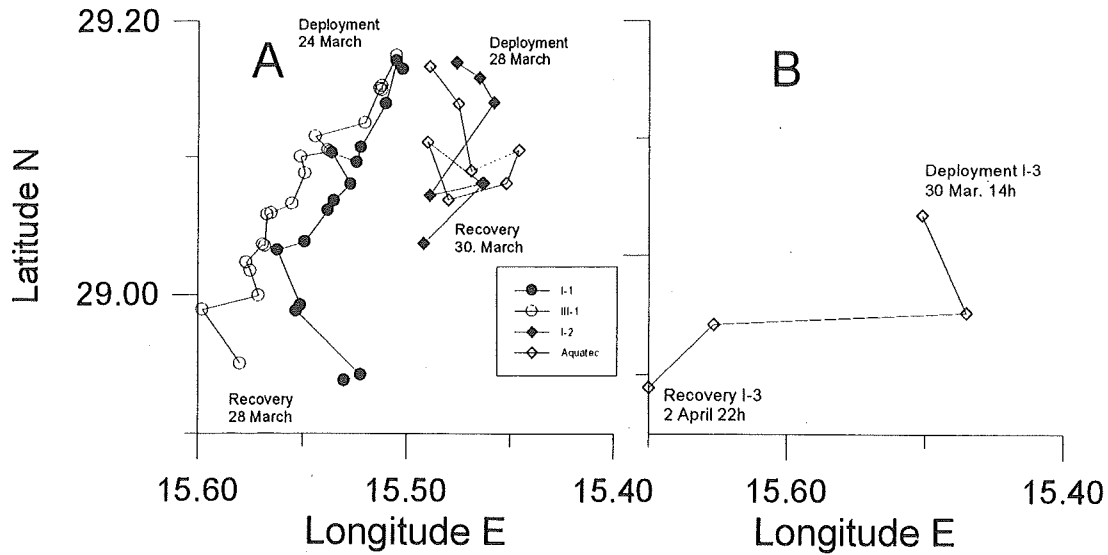 29.20
29.00
Latitude N
A
Deployment
24 March
Deployment
28 March
Recovery
30. March
Recovery
28 March
I-1
III-1
I-2
Aquatec
15.60
15.50
15.40
Longitude E
B
Deployment I-3
30 Mar. 14h
Recovery I-3
2 April 22h
15.60
15.40
Longitude E